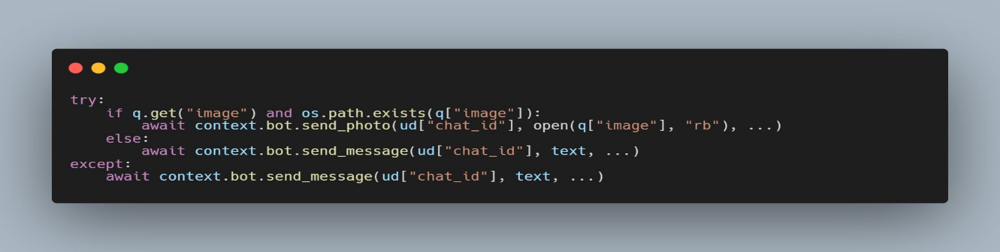 try:
    if q.get("image") and os.path.exists(q["image"]):
        await context.bot.send_photo(ud["chat_id"], open(q["image"], "rb"), ...)
    else:
        await context.bot.send_message(ud["chat_id"], text, ...)
except:
    await context.bot.send_message(ud["chat_id"], text, ...)